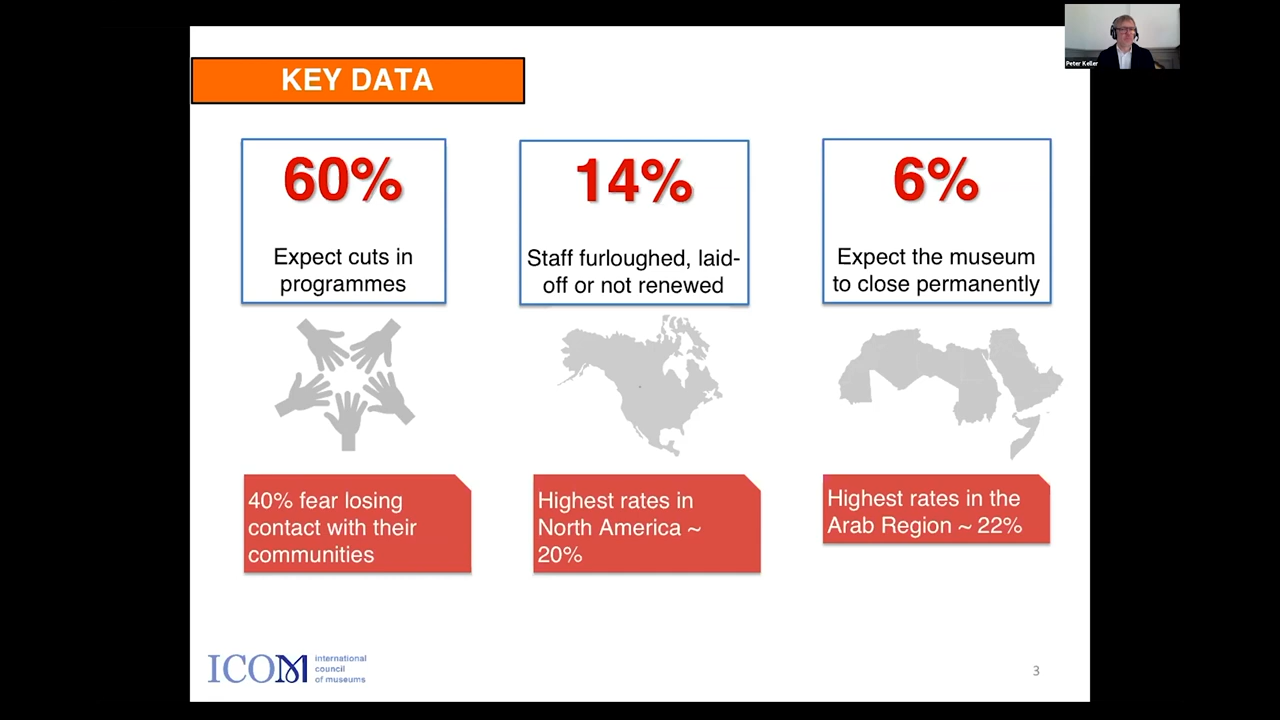 Peter Keller
KEY DATA
60%
Expect cuts in
programmes
14%
Staff furloughed, laid-
off or not renewed
6%
Expect the museum
to close permanently
40% fear losing
contact with their
communities
Highest rates in
North America ~
20%
Highest rates in the
Arab Region ~ 22%
ICOM
international
council
of museums
3